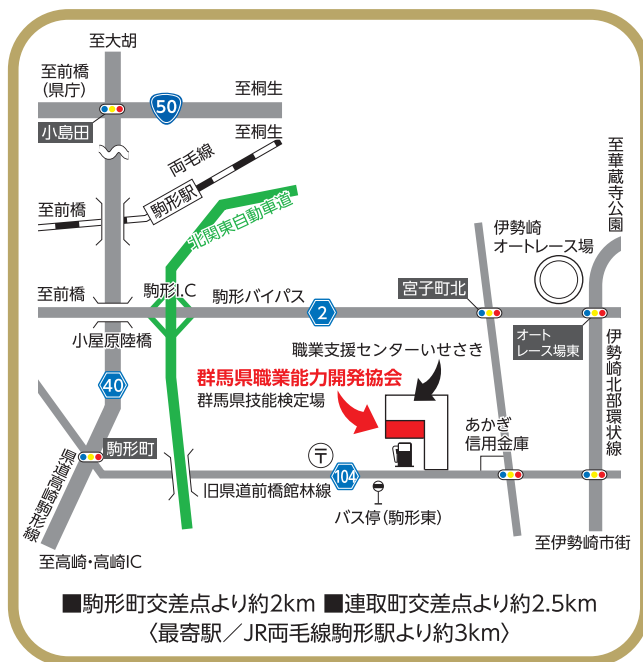 至大胡
至前橋
(県庁)
50
至桐生
小島田
至桐生
両毛線
駒形駅
至前橋
北関東自動車道
至華蔵寺公園
伊勢崎
オートレース場
至前橋
駒形I.C
駒形バイパス
2
宮子町北
小屋原陸橋
オート
レース場東
職業支援センターいせさき
群馬県職業能力開発協会
群馬県技能検定場
伊勢崎北部環状線
40
あかぎ
信用金庫
駒形町
〒
県道高崎駒形線
旧県道前橋館林線
104
バス停(駒形東)
至高崎・高崎IC
至伊勢崎市街
■駒形町交差点より約2km ■連取町交差点より約2.5km
〈最寄駅/JR両毛線駒形駅より約3km〉